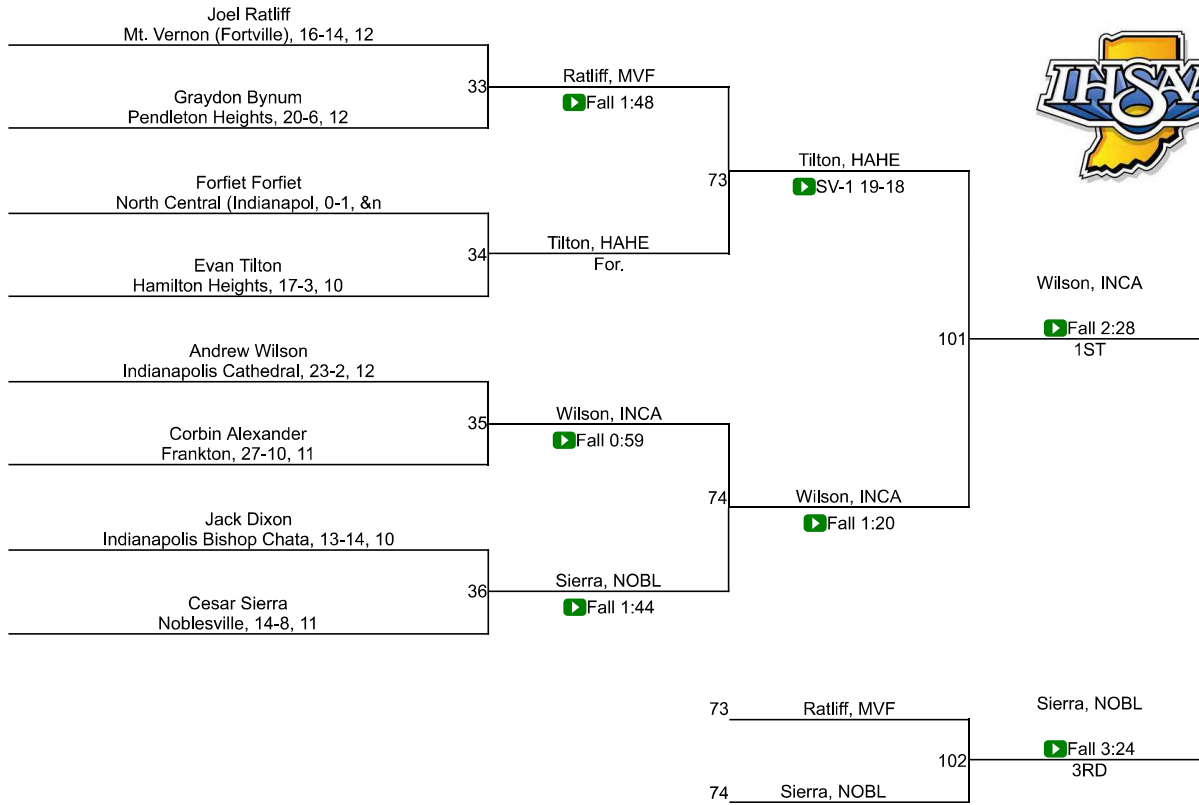 Joel Ratliff
Mt. Vernon (Fortville), 16-14, 12
33
Graydon Bynum
Pendleton Heights, 20-6, 12
Ratliff, MVF
Fall 1:48
IHSAA
73
Tilton, HAHE
SV-1 19-18
Forfiet Forfiet
North Central (Indianapol, 0-1, &n
34
Tilton, HAHE
For.
Evan Tilton
Hamilton Heights, 17-3, 10
Wilson, INCA
101
Fall 2:28
1ST
Andrew Wilson
Indianapolis Cathedral, 23-2, 12
35
Wilson, INCA
Fall 0:59
Corbin Alexander
Frankton, 27-10, 11
74
Wilson, INCA
Fall 1:20
Jack Dixon
Indianapolis Bishop Chata, 13-14, 10
36
Sierra, NOBL
Fall 1:44
Cesar Sierra
Noblesville, 14-8, 11
73
Ratliff, MVF
Sierra, NOBL
102
Fall 3:24
3RD
74
Sierra, NOBL